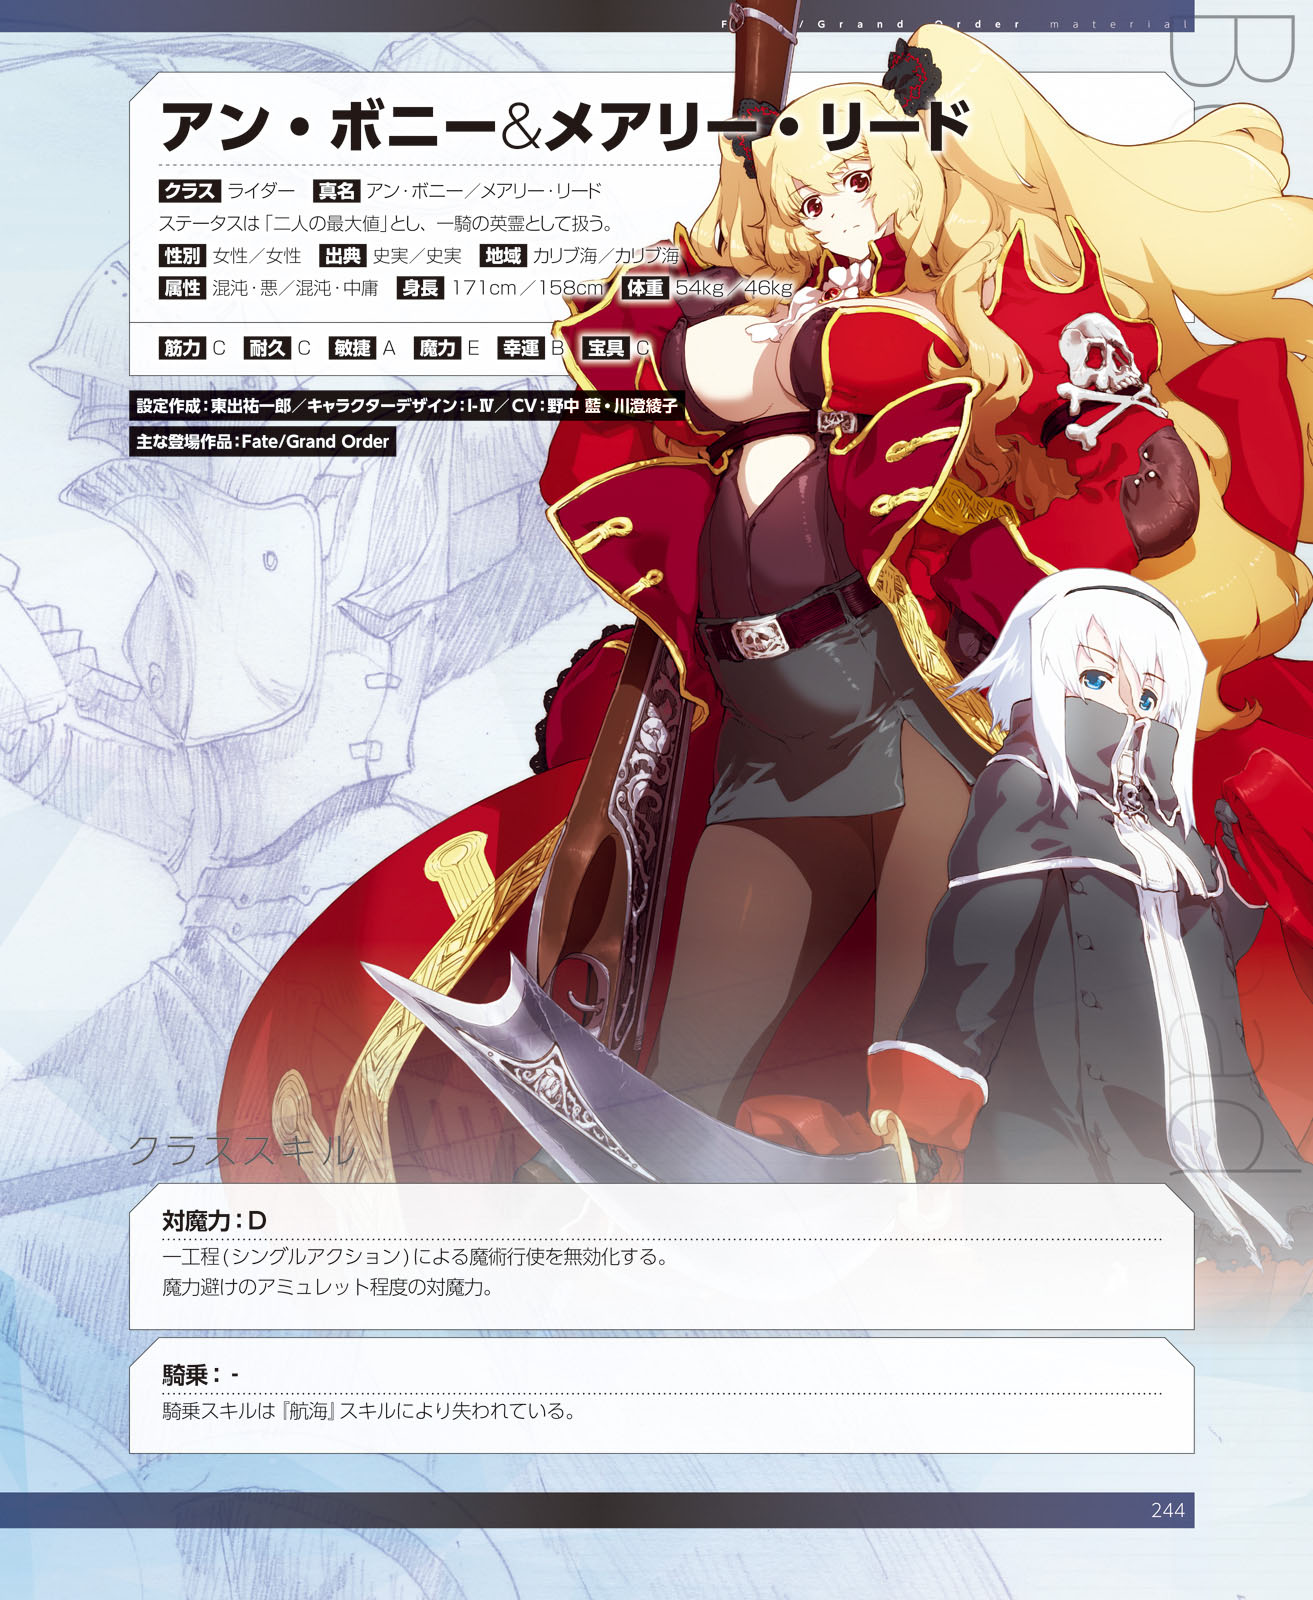 Fate/Grand Order material
アン・ボニー&メアリー・リード
クラス ライダー 真名 アン・ボニー／メアリー・リード
ステータスは「二人の最大値」とし、一騎の英霊として扱う。
性別 女性／女性 出典 史実／史実 地域 カリブ海／カリブ海
属性 混沌・悪／混沌・中庸 身長 171cm／158cm 体重 54kg／46kg
筋力 C 耐久 C 敏捷 A 魔力 E 幸運 B 宝具 C
設定作成：東出祐一郎／キャラクターデザイン：I-Ⅳ／CV：野中 藍・川澄綾子
主な登場作品：Fate/Grand Order
クラススキル
対魔力：D
一工程(シングルアクション)による魔術行使を無効化する。
魔力避けのアミュレット程度の対魔力。
騎乗：-
騎乗スキルは『航海』スキルにより失われている。
244